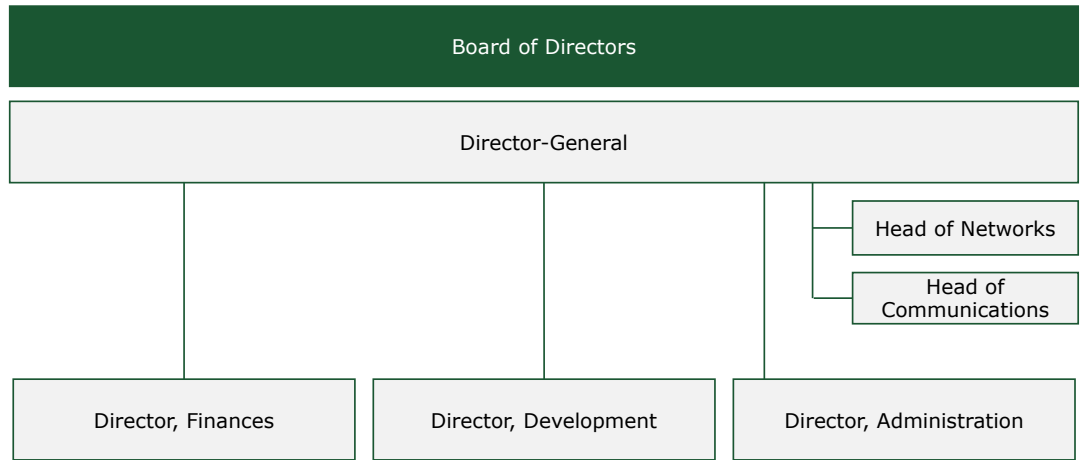 Board of Directors
Director-General
Head of Networks
Head of
Communications
Director, Finances
Director, Development
Director, Administration